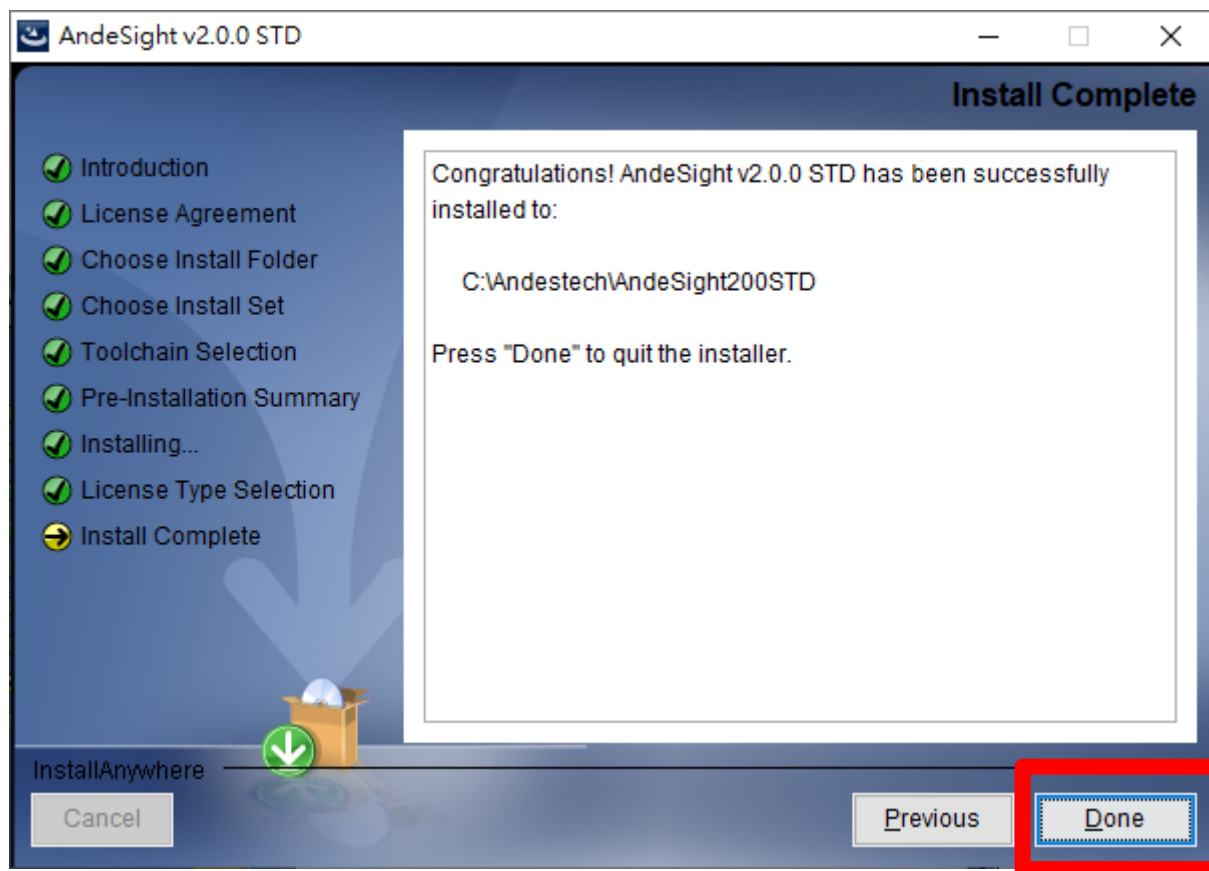 AndeSight v2.0.0 STD
Install Complete
Introduction
License Agreement
Choose Install Folder
Choose Install Set
Toolchain Selection
Pre-Installation Summary
Installing...
License Type Selection
Install Complete
Congratulations! AndeSight v2.0.0 STD has been successfully
installed to:
C:\Andestech\AndeSight200STD
Press "Done" to quit the installer.
InstallAnywhere
Cancel
Previous
Done